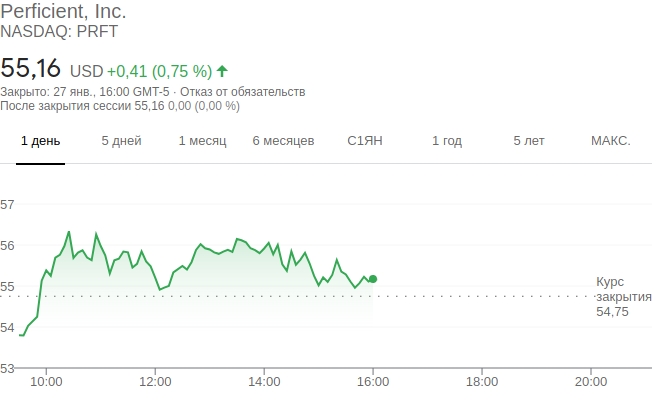 Perficient, Inc.
NASDAQ: PRFT
55,16 USD +0,41 (0,75 %)
Закрыто: 27 янв., 16:00 GMT-5 · Отказ от обязательств
После закрытия сессии 55,16 0,00 (0,00 %)
1 день 5 дней 1 месяц 6 месяцев С1ЯН 1 год 5 лет МАКС.
57
56
55
54
53
Курс
закрытия
54,75
10:00 12:00 14:00 16:00 18:00 20:00